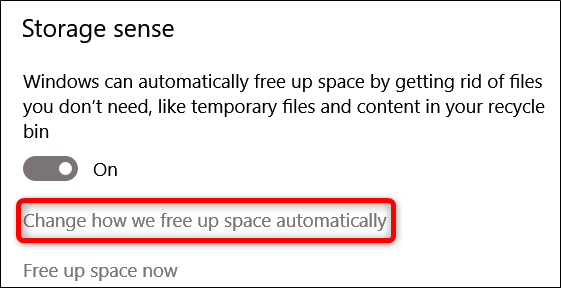 Storage sense
Windows can automatically free up space by getting rid of files
you don’t need, like temporary files and content in your recycle
bin
On
Change how we free up space automatically
Free up space now